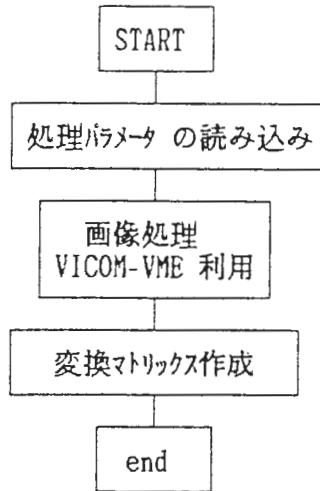 START
処理パラメータ の読み込み
画像処理
VICOM-VME 利用
変換マトリックス作成
end